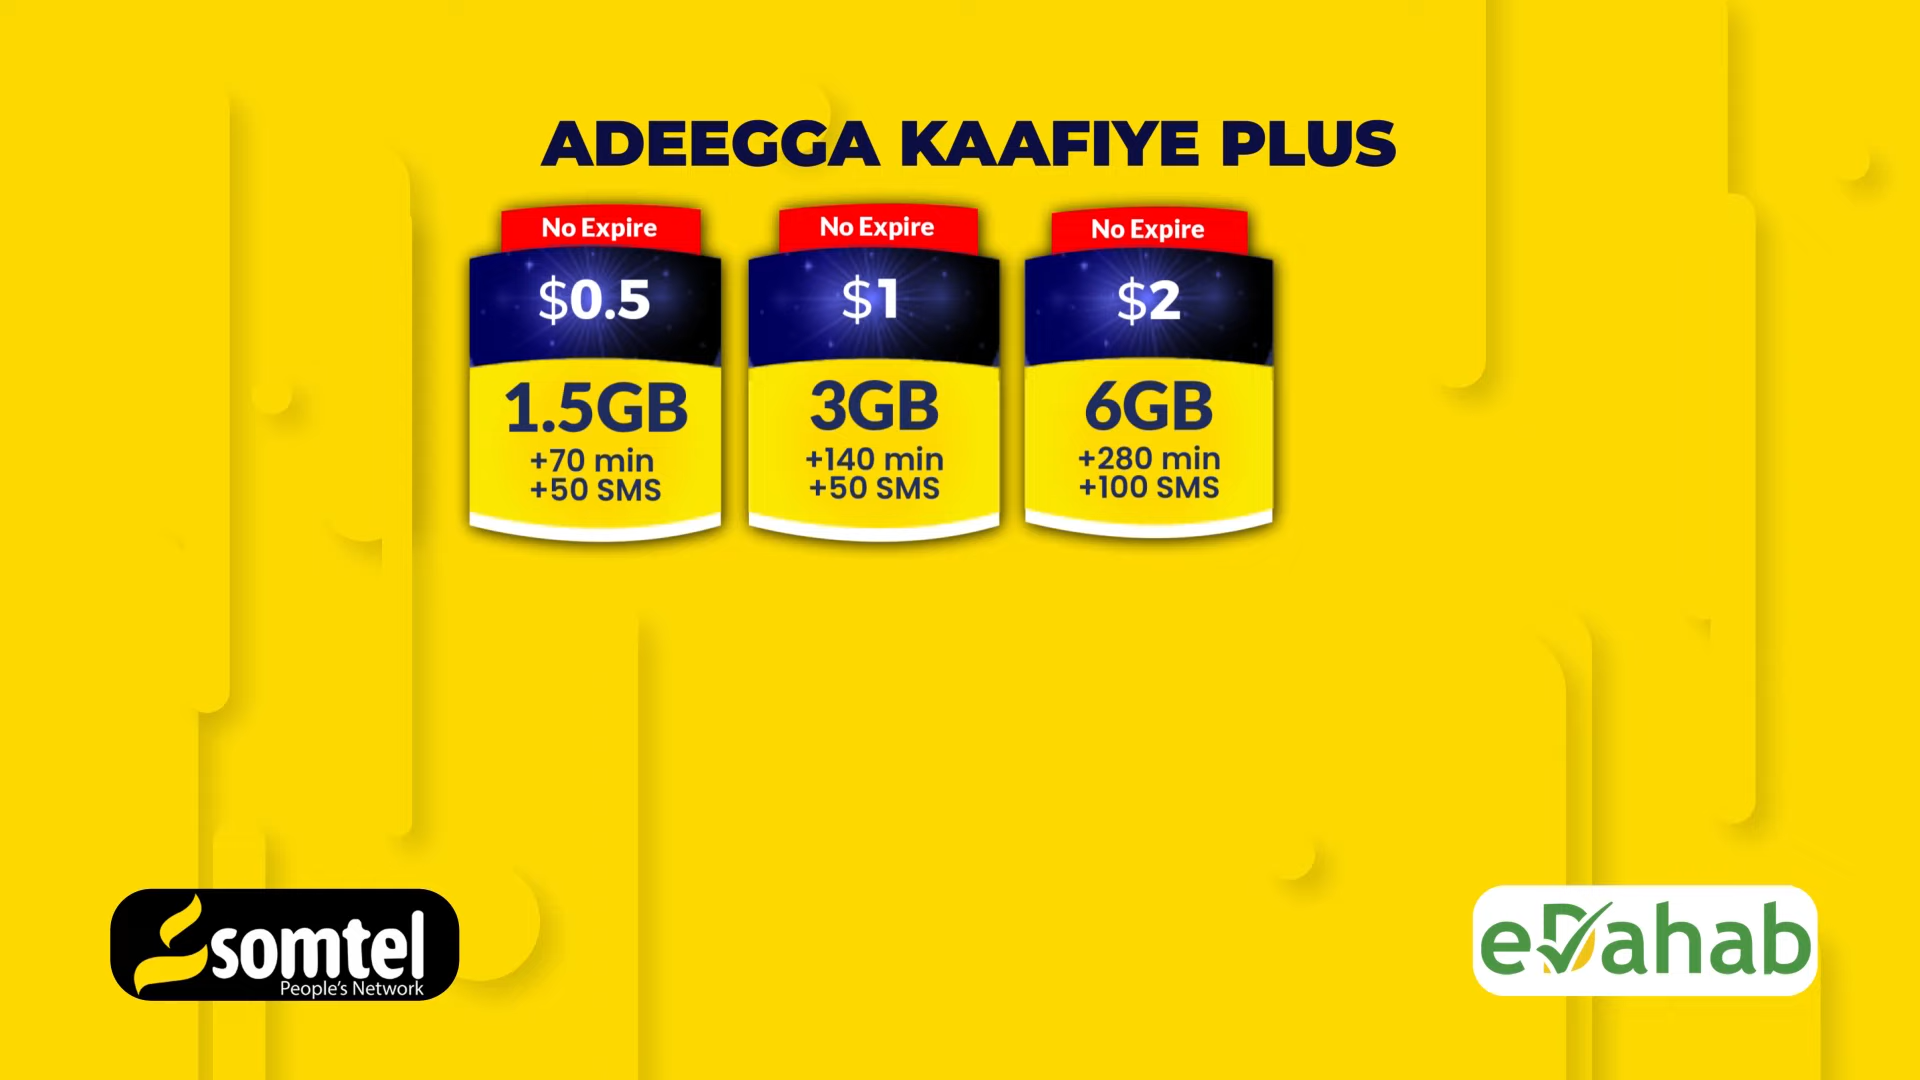 ADEEGGA KAAFIYE PLUS
No Expire
$0.5
1.5GB
+70 min
+50 SMS
No Expire
$1
3GB
+140 min
+50 SMS
No Expire
$2
6GB
+280 min
+100 SMS
somtel
People's Network
eDahab